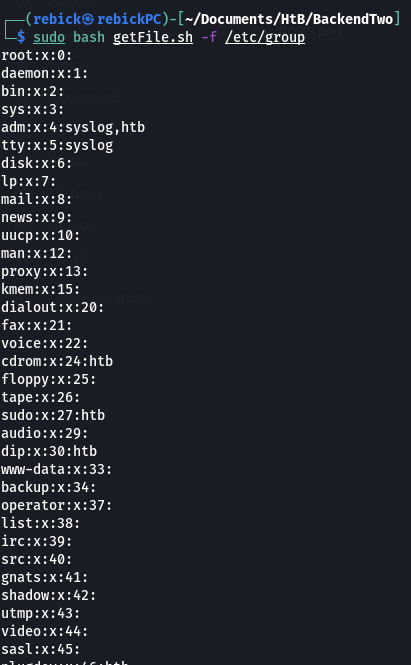 ┌──(rebick㉿rebickPC)-[~/Documents/HtB/BackendTwo]
└─$ sudo bash getFile.sh -f /etc/group
root:x:0:
daemon:x:1:
bin:x:2:
sys:x:3:
adm:x:4:syslog,htb
tty:x:5:syslog
disk:x:6:
lp:x:7:
mail:x:8:
news:x:9:
uucp:x:10:
man:x:12:
proxy:x:13:
kmem:x:15:
dialout:x:20:
fax:x:21:
voice:x:22:
cdrom:x:24:htb
floppy:x:25:
tape:x:26:
sudo:x:27:htb
audio:x:29:
dip:x:30:htb
www-data:x:33:
backup:x:34:
operator:x:37:
list:x:38:
irc:x:39:
src:x:40:
gnats:x:41:
shadow:x:42:
utmp:x:43:
video:x:44:
sasl:x:45:
plugdev:x:46:htb